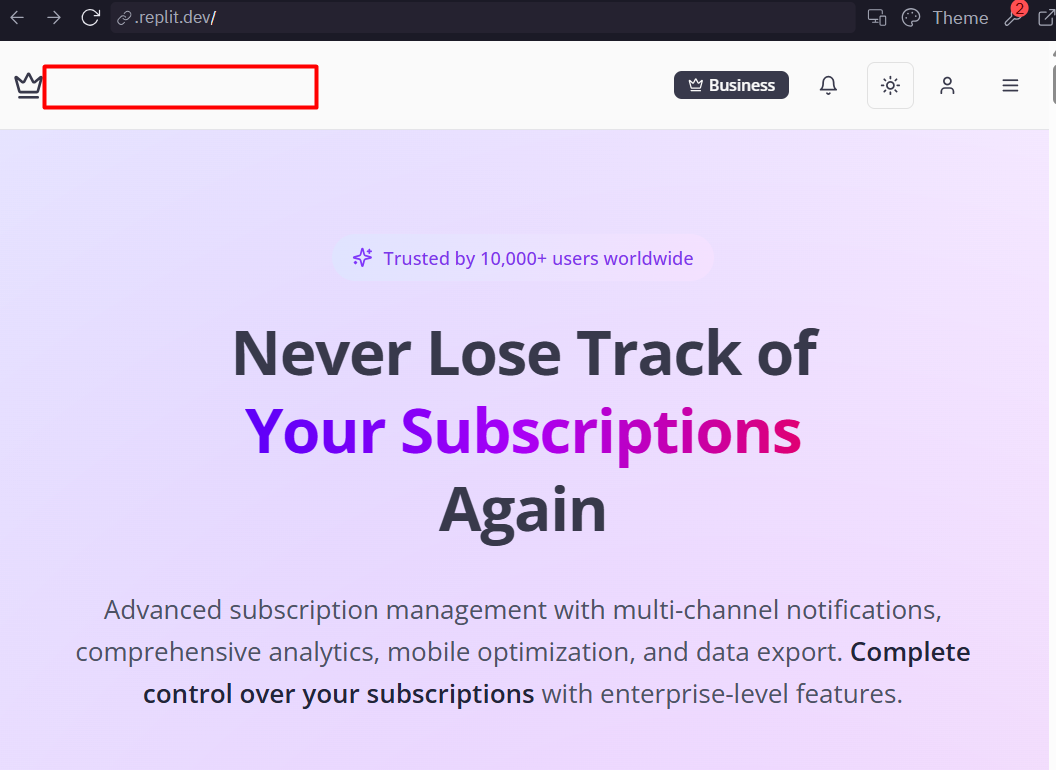 .replit.dev/
Theme
2
Business
Trusted by 10,000+ users worldwide
Never Lose Track of
Your Subscriptions
Again
Advanced subscription management with multi-channel notifications,
comprehensive analytics, mobile optimization, and data export. Complete
control over your subscriptions with enterprise-level features.